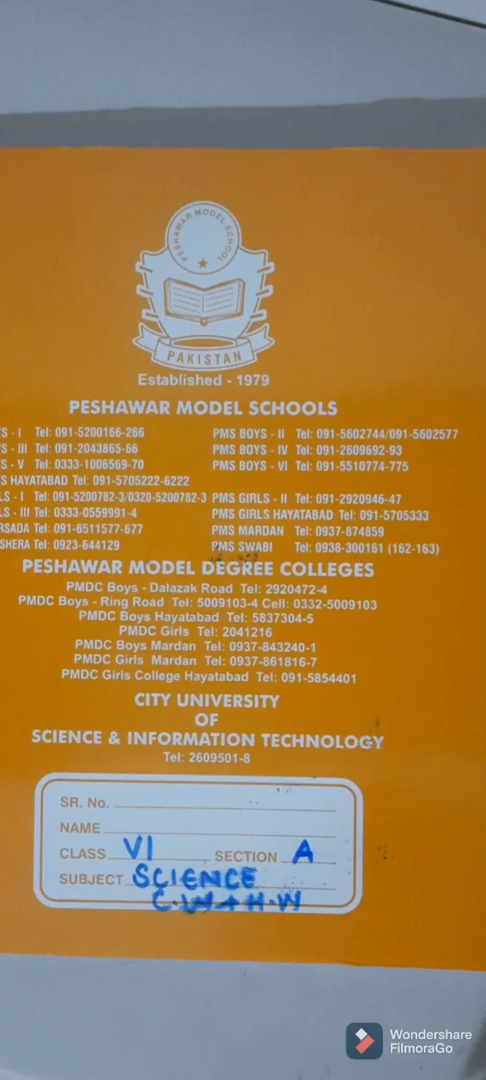 PESHAWAR MODEL SCHOOL
PAKISTAN
Established - 1979
PESHAWAR MODEL SCHOOLS
S - I Tel: 091-5200166-266 PMS BOYS - II Tel: 091-5602744/091-5602577
S - III Tel: 091-2043865-66 PMS BOYS - IV Tel: 091-2609692-93
S - V Tel: 0333-1006569-70 PMS BOYS - VI Tel: 091-5510774-775
S HAYATABAD Tel: 091-5705222-6222
LS - I Tel: 091-5200782-3/0320-5200782-3 PMS GIRLS - II Tel: 091-2920946-47
LS - III Tel: 0333-0559991-4 PMS GIRLS HAYATABAD Tel: 091-5705333
RSADA Tel: 091-6511577-677 PMS MARDAN Tel: 0937-874859
SHERA Tel: 0923-644129 PMS SWABI Tel: 0938-300161 (162-163)
PESHAWAR MODEL DEGREE COLLEGES
PMDC Boys - Dalazak Road Tel: 2920472-4
PMDC Boys - Ring Road Tel: 5009103-4 Cell: 0332-5009103
PMDC Boys Hayatabad Tel: 5837304-5
PMDC Girls Tel: 2041216
PMDC Boys Mardan Tel: 0937-843240-1
PMDC Girls Mardan Tel: 0937-861816-7
PMDC Girls College Hayatabad Tel: 091-5854401
CITY UNIVERSITY
OF
SCIENCE & INFORMATION TECHNOLOGY
Tel: 2609501-8
SR. No.
NAME
CLASS VI SECTION A
SUBJECT SCIENCE
C.W+H.W
Wondershare
FilmoraGo